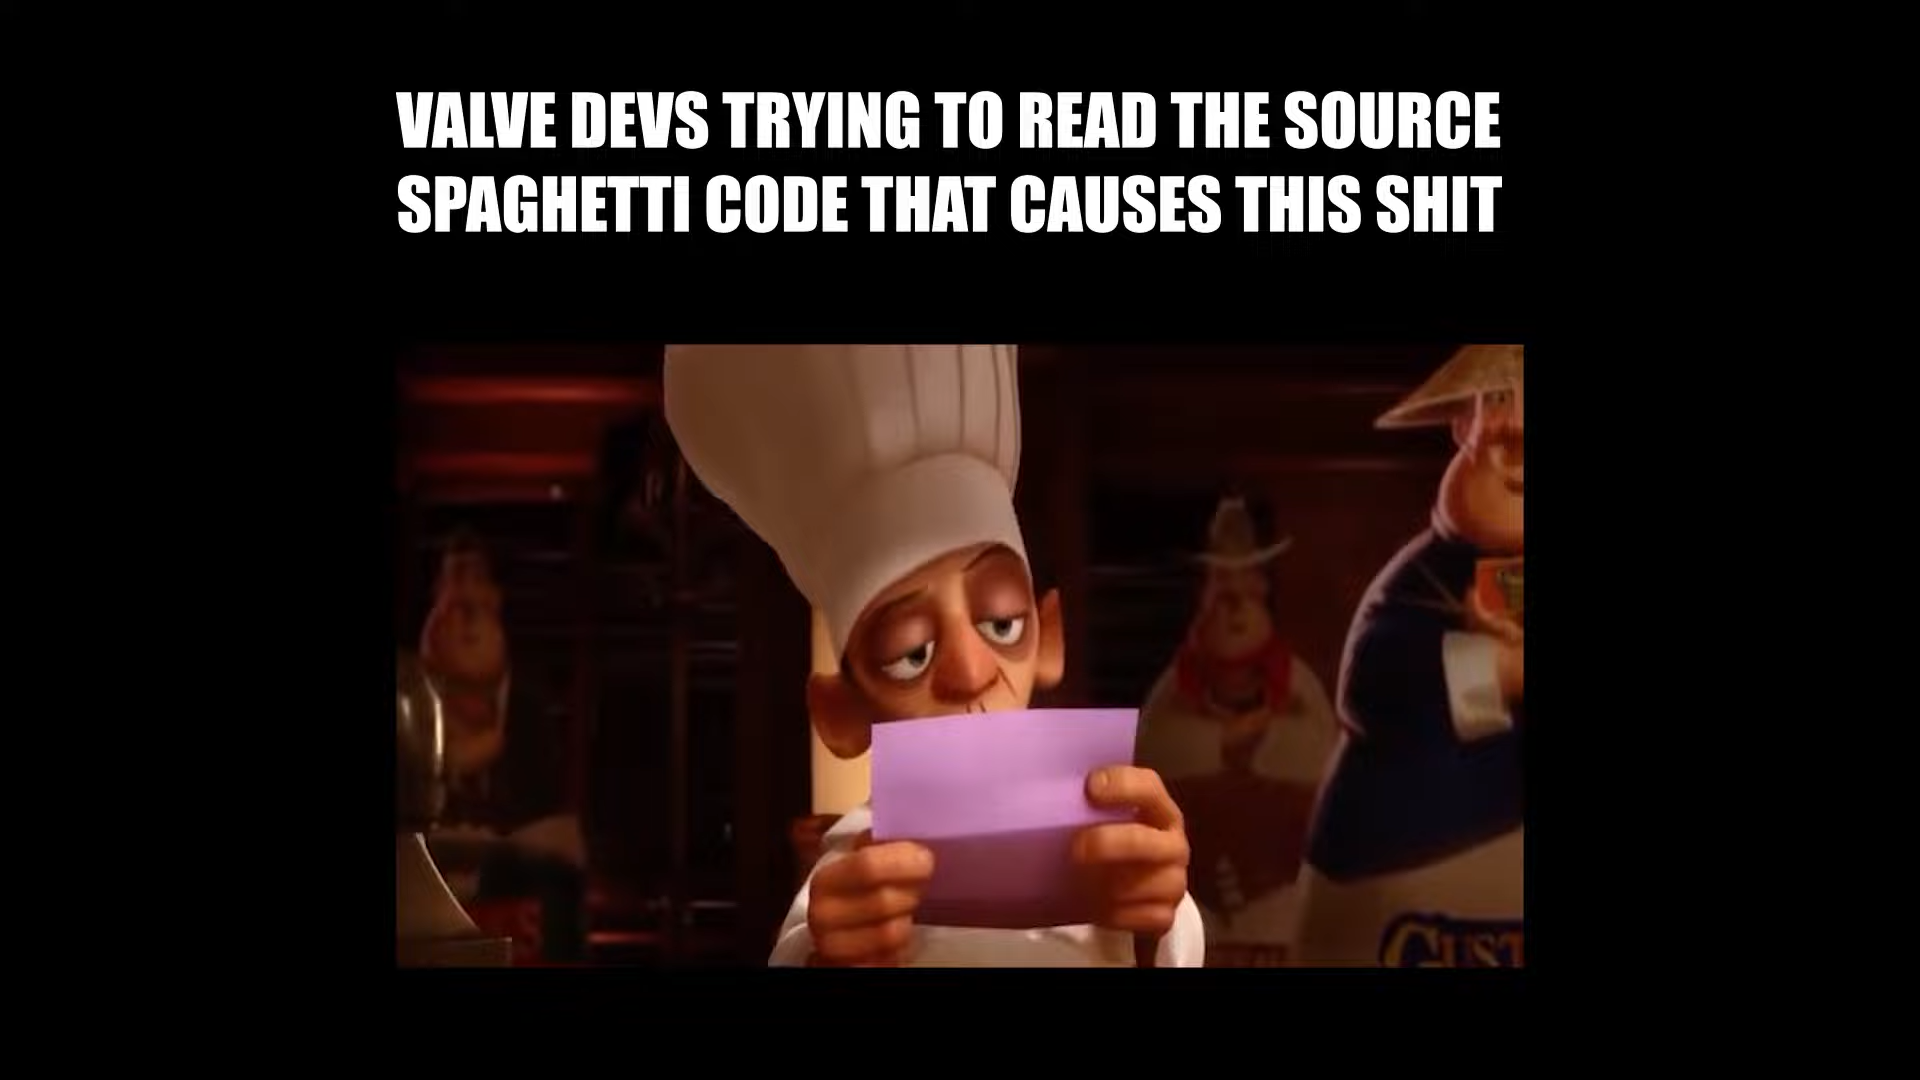 VALVE DEVS TRYING TO READ THE SOURCE
SPAGHETTI CODE THAT CAUSES THIS SHIT